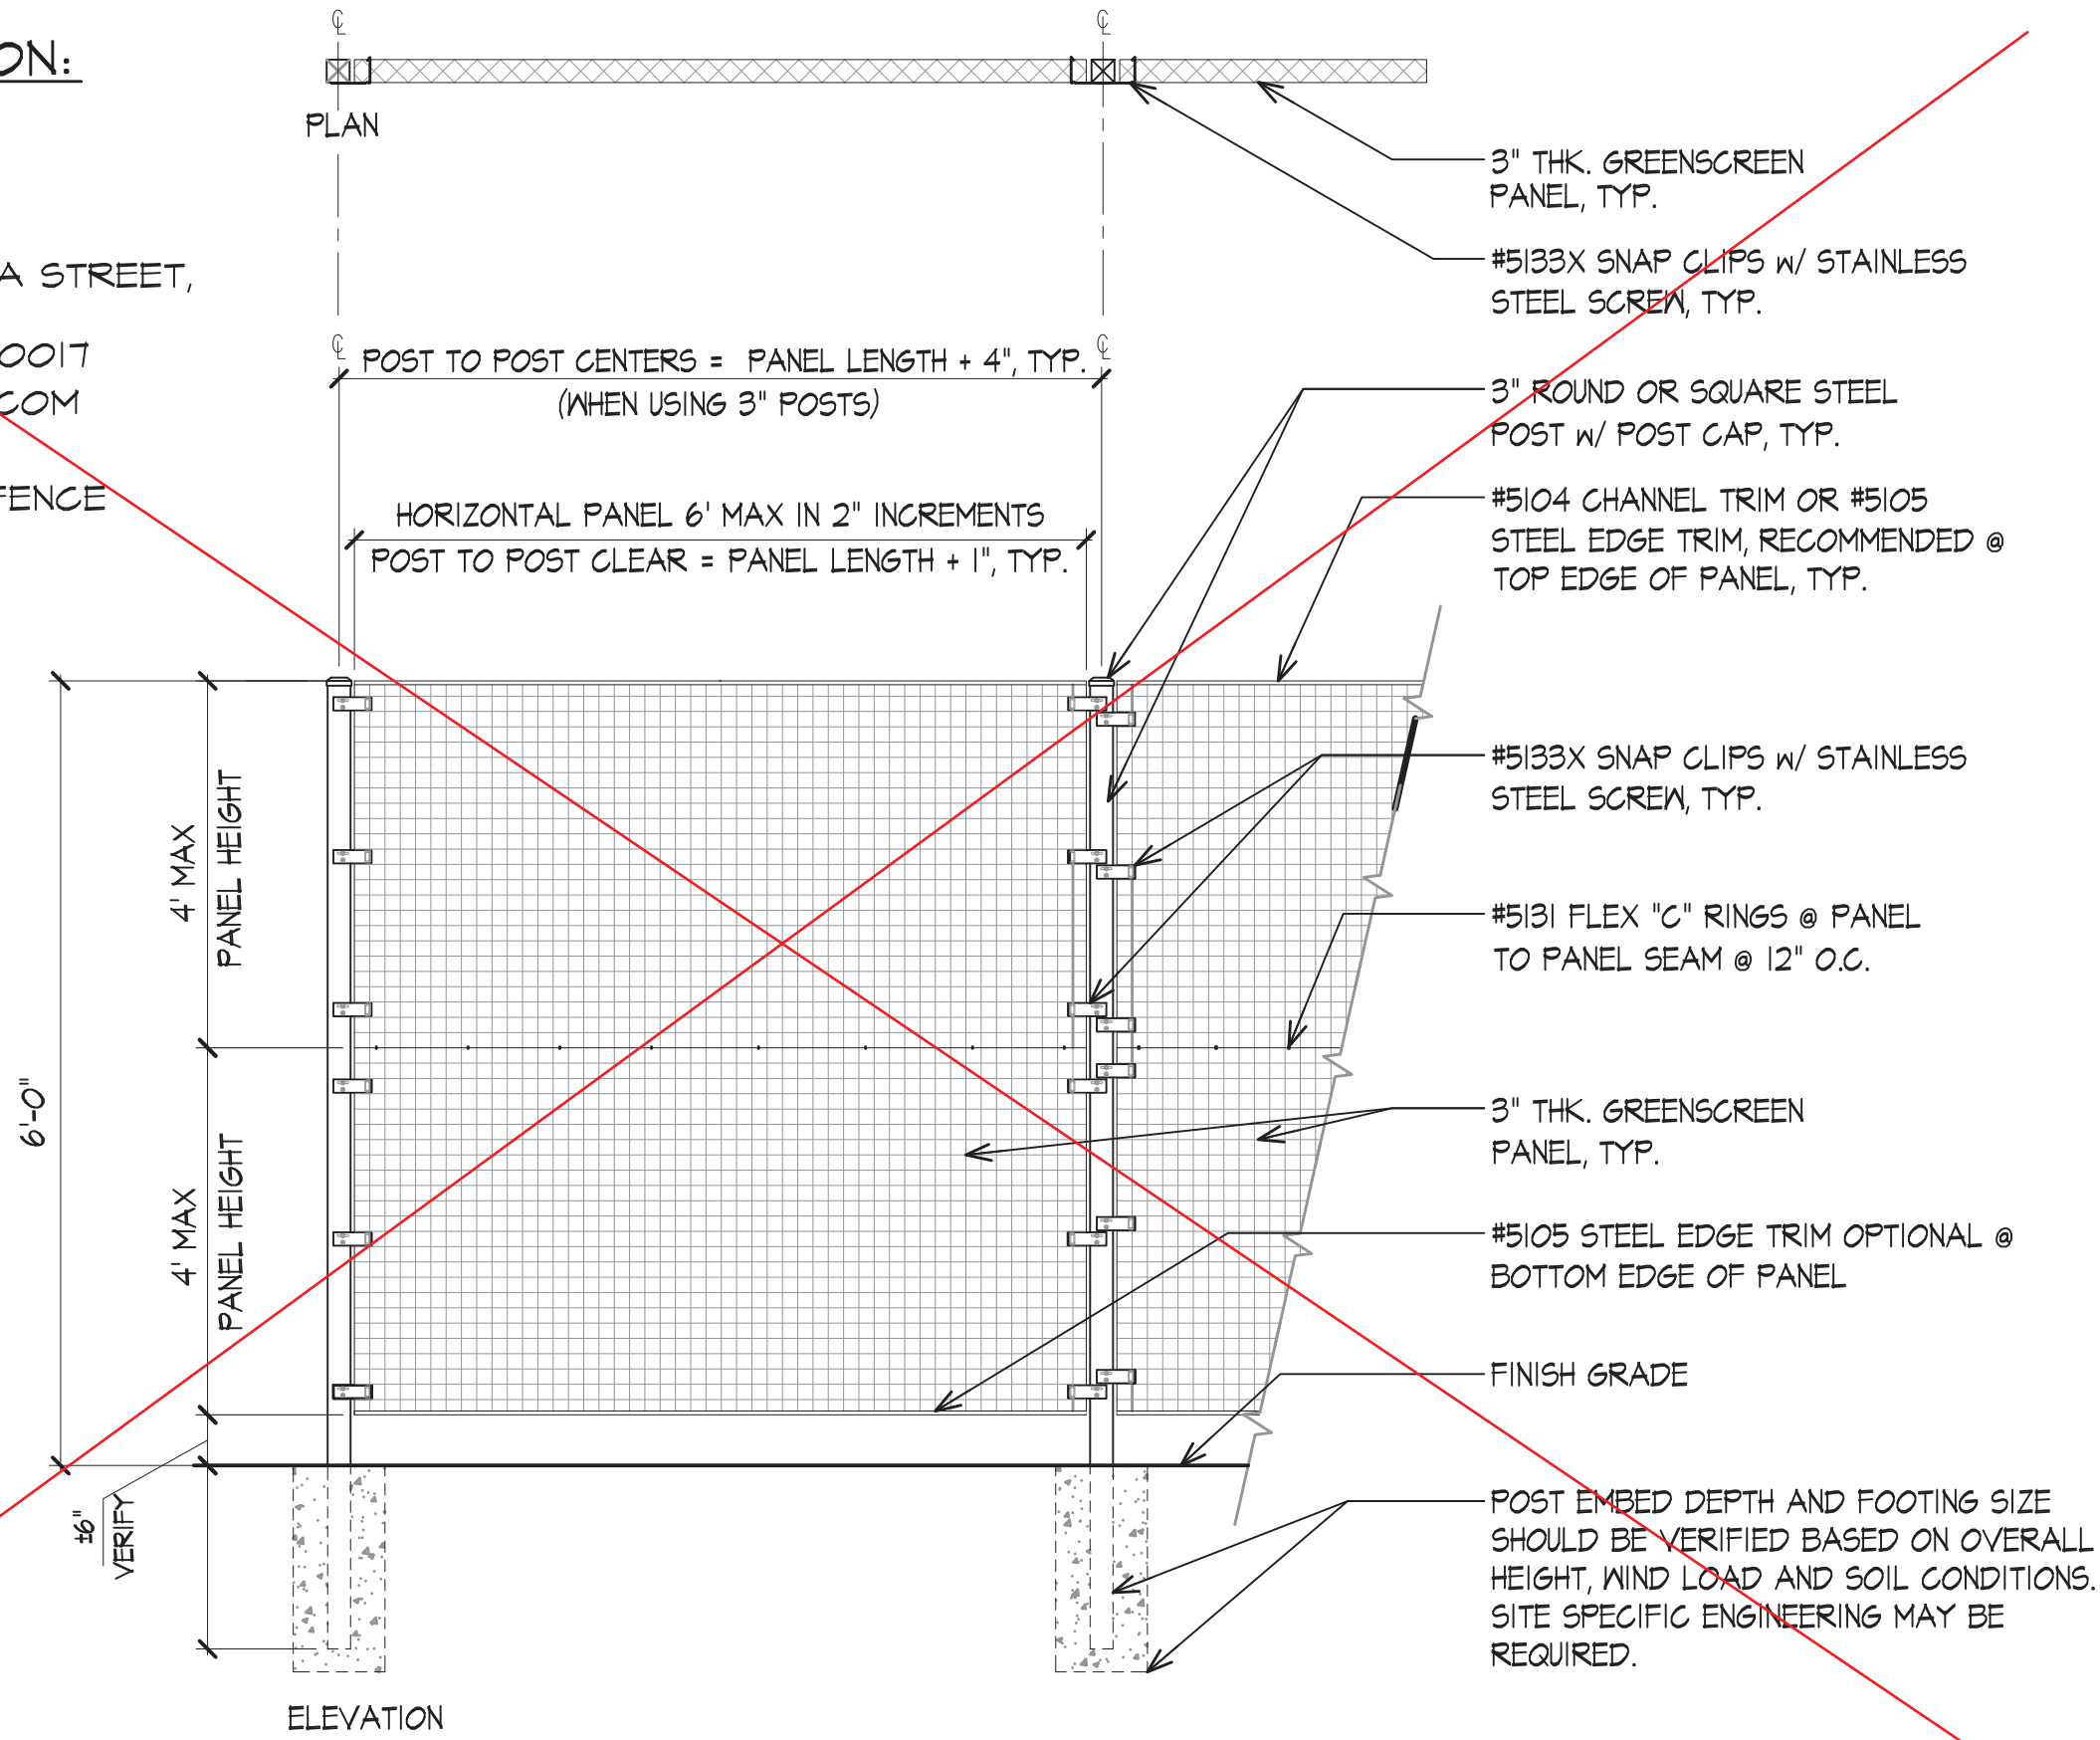 ON:
A STREET,
0017
COM
FENCE
℄
℄
PLAN
3" THK. GREENSCREEN
PANEL, TYP.
#5133X SNAP CLIPS w/ STAINLESS
STEEL SCREW, TYP.
℄
℄
POST TO POST CENTERS = PANEL LENGTH + 4", TYP.
(WHEN USING 3" POSTS)
HORIZONTAL PANEL 6' MAX IN 2" INCREMENTS
POST TO POST CLEAR = PANEL LENGTH + 1", TYP.
3" ROUND OR SQUARE STEEL
POST w/ POST CAP, TYP.
#5104 CHANNEL TRIM OR #5105
STEEL EDGE TRIM, RECOMMENDED @
TOP EDGE OF PANEL, TYP.
#5133X SNAP CLIPS w/ STAINLESS
STEEL SCREW, TYP.
#5131 FLEX "C" RINGS @ PANEL
TO PANEL SEAM @ 12" O.C.
3" THK. GREENSCREEN
PANEL, TYP.
#5105 STEEL EDGE TRIM OPTIONAL @
BOTTOM EDGE OF PANEL
FINISH GRADE
POST EMBED DEPTH AND FOOTING SIZE
SHOULD BE VERIFIED BASED ON OVERALL
HEIGHT, WIND LOAD AND SOIL CONDITIONS.
SITE SPECIFIC ENGINEERING MAY BE
REQUIRED.
6'-0"
4' MAX
PANEL HEIGHT
4' MAX
PANEL HEIGHT
±6"
VERIFY
ELEVATION